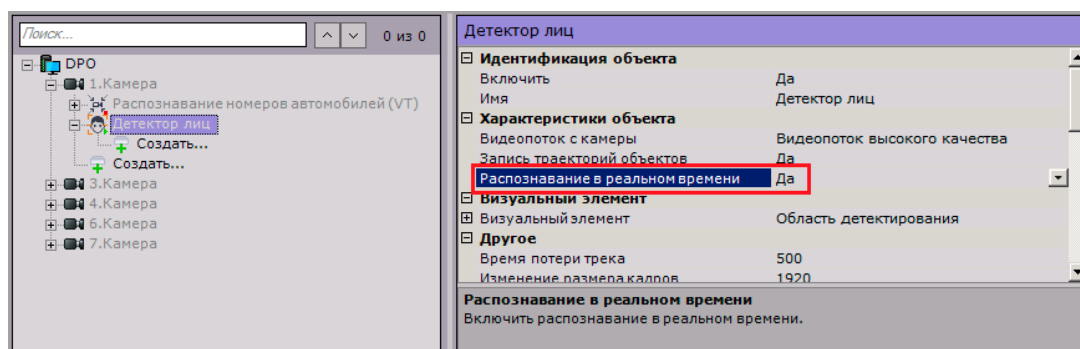 Поиск...
0 из 0
DPO
1.Камера
Распознавание номеров автомобилей (VT)
Детектор лиц
Создать...
Создать...
3.Камера
4.Камера
6.Камера
7.Камера
Детектор лиц
Идентификация объекта
Включить Да
Имя Детектор лиц
Характеристики объекта
Видеопоток с камеры Видеопоток высокого качества
Запись траекторий объектов Да
Распознавание в реальном времени Да
Визуальный элемент
Визуальный элемент Область детектирования
Другое
Время потери трека 500
Изменение размера кадров 1920
Распознавание в реальном времени
Включить распознавание в реальном времени.